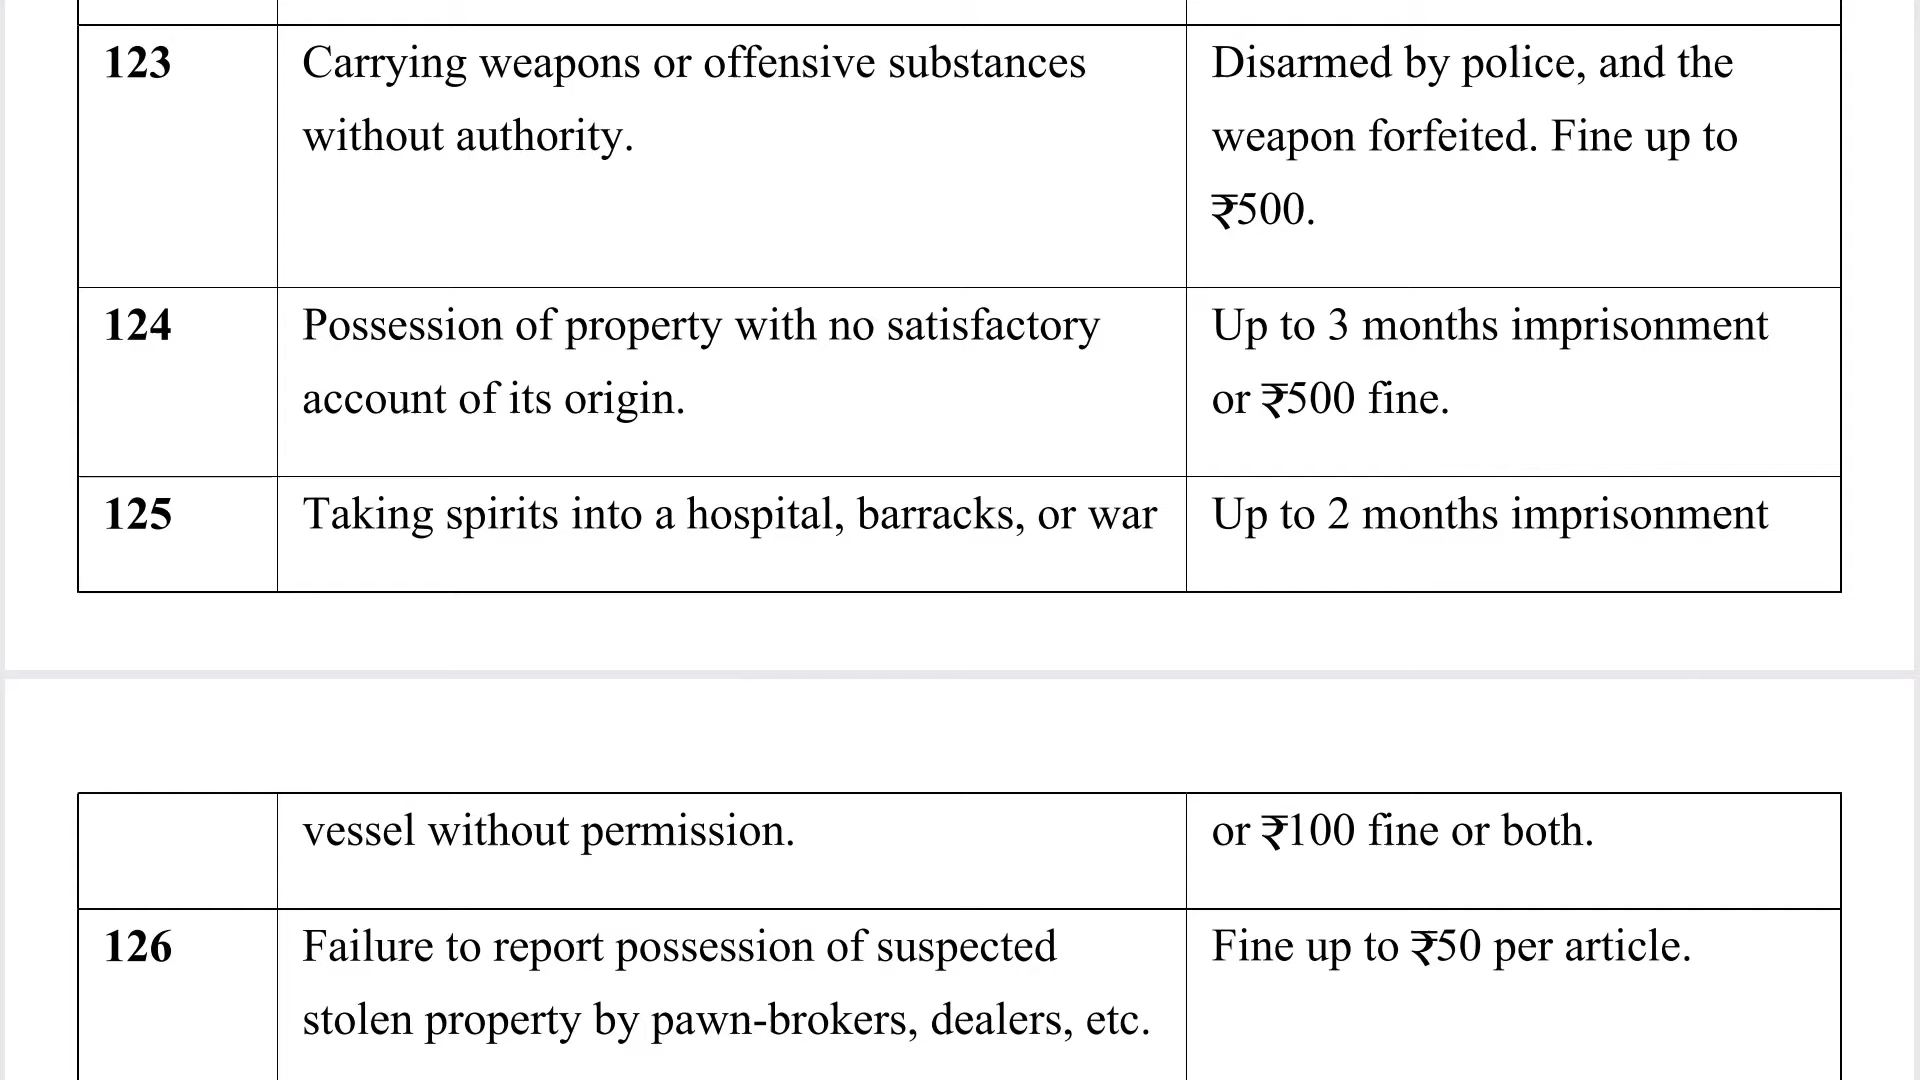 123
Carrying weapons or offensive substances
without authority.
Disarmed by police, and the
weapon forfeited. Fine up to
₹500.
124
Possession of property with no satisfactory
account of its origin.
Up to 3 months imprisonment
or ₹500 fine.
125
Taking spirits into a hospital, barracks, or war
Up to 2 months imprisonment
vessel without permission.
or ₹100 fine or both.
126
Failure to report possession of suspected
stolen property by pawn-brokers, dealers, etc.
Fine up to ₹50 per article.